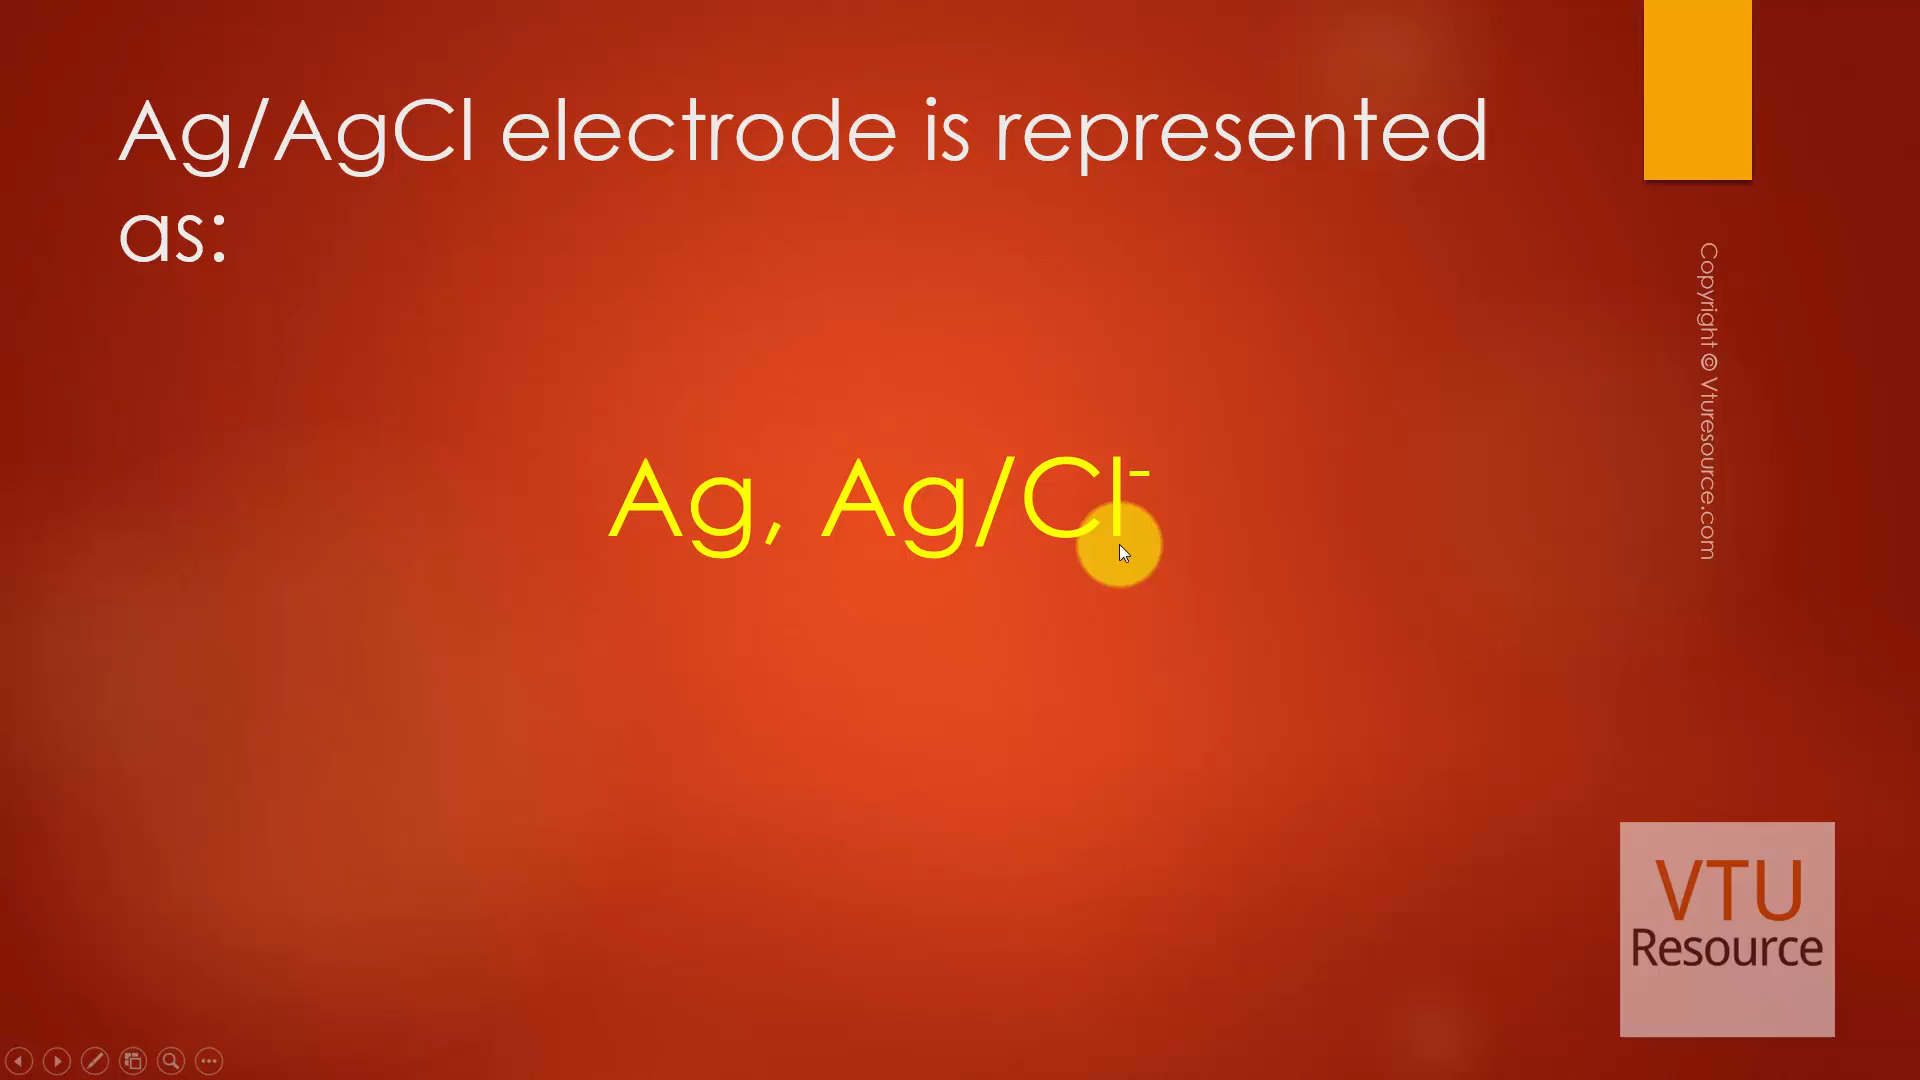 Ag/AgCl electrode is represented
as:
Ag, Ag/Cl⁻
Copyright © Vturesource.com
VTU
Resource